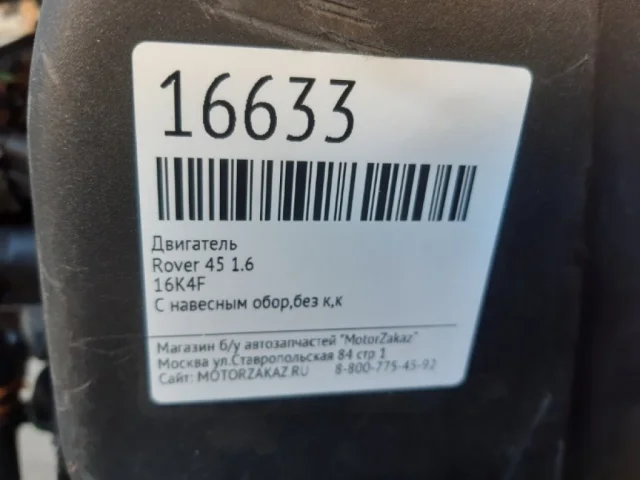 16633
Двигатель
Rover 45 1.6
16K4F
С навесным обор,без к,к
Магазин б/у автозапчастей "MotorZakaz"
Москва ул.Ставропольская 84 стр 1
Сайт: MOTORZAKAZ.RU 8-800-775-45-92